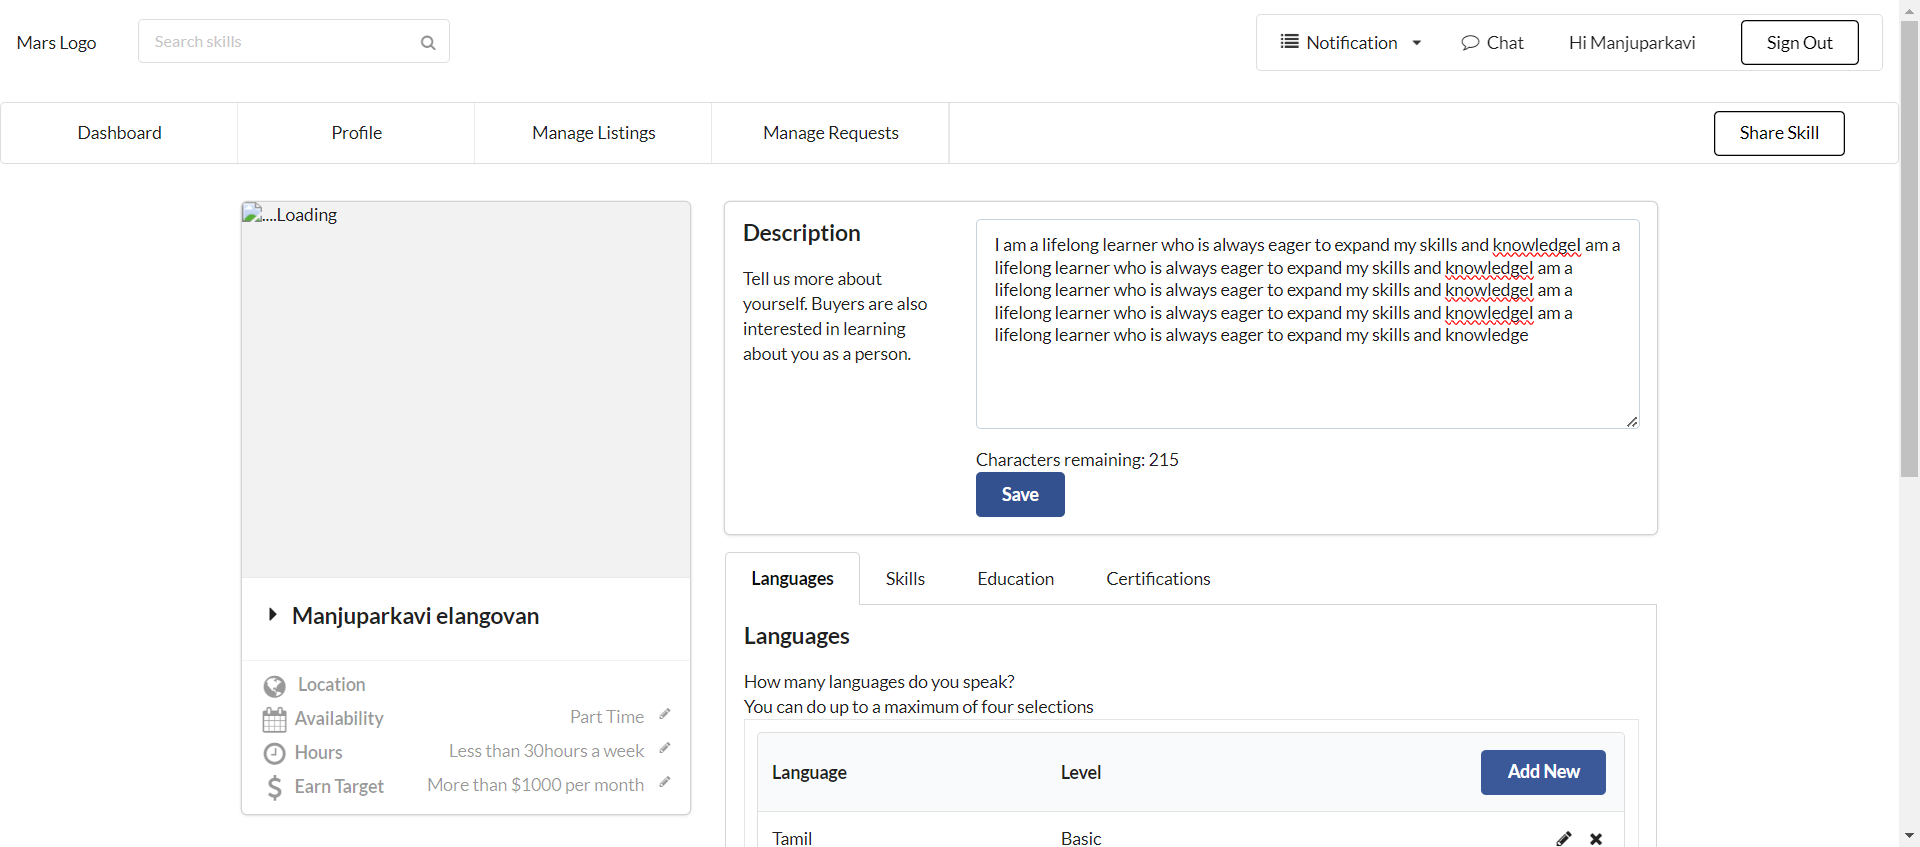 Mars Logo
Search skills
Notification
Chat
Hi Manjuparkavi
Sign Out
Dashboard
Profile
Manage Listings
Manage Requests
Share Skill
....Loading
Manjuparkavi elangovan
Location
Availability
Part Time
Hours
Less than 30hours a week
Earn Target
More than $1000 per month
Description
Tell us more about
yourself. Buyers are also
interested in learning
about you as a person.
I am a lifelong learner who is always eager to expand my skills and knowledgeI am a
lifelong learner who is always eager to expand my skills and knowledgeI am a
lifelong learner who is always eager to expand my skills and knowledgeI am a
lifelong learner who is always eager to expand my skills and knowledgeI am a
lifelong learner who is always eager to expand my skills and knowledge
Characters remaining: 215
Save
Languages
Skills
Education
Certifications
Languages
How many languages do you speak?
You can do up to a maximum of four selections
Language
Level
Add New
Tamil
Basic